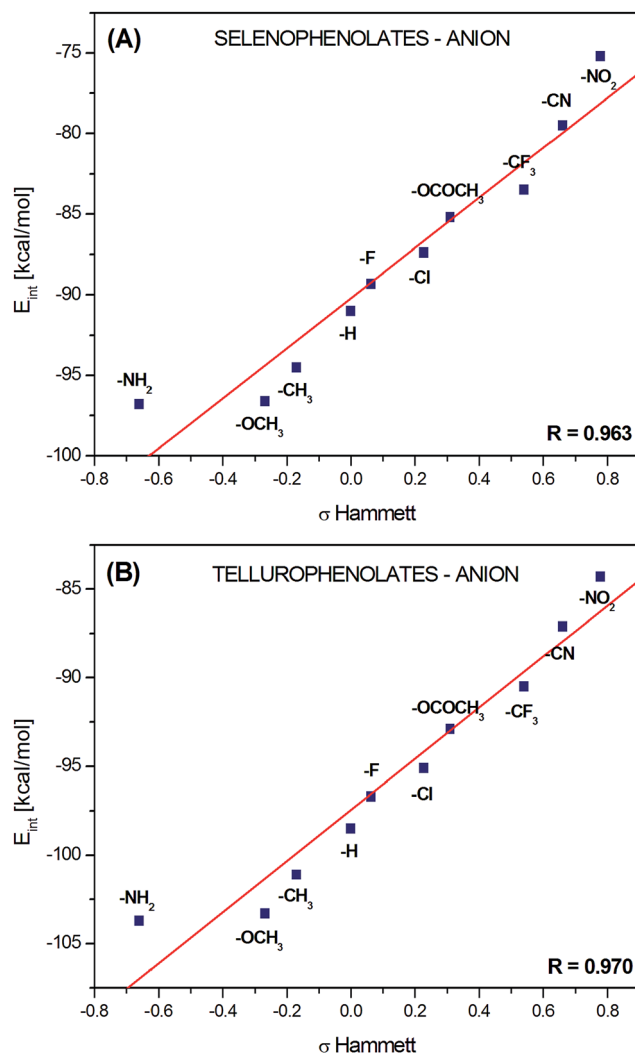 (A) SELENOPHENOLATES - ANION
-75
-NO2
-CN
-80
-CF3
-OCOCH3
-85
-Cl
-F
-90
-H
-NH2
-95
-CH3
-OCH3
R = 0.963
-100
Eint [kcal/mol]
-0.8 -0.6 -0.4 -0.2 0.0 0.2 0.4 0.6 0.8
σ Hammett
(B) TELLUROPHENOLATES - ANION
-85
-NO2
-CN
-90
-OCOCH3
-CF3
-95
-F
-Cl
-H
-100
-NH2
-CH3
-OCH3
-105
R = 0.970
Eint [kcal/mol]
-0.8 -0.6 -0.4 -0.2 0.0 0.2 0.4 0.6 0.8
σ Hammett